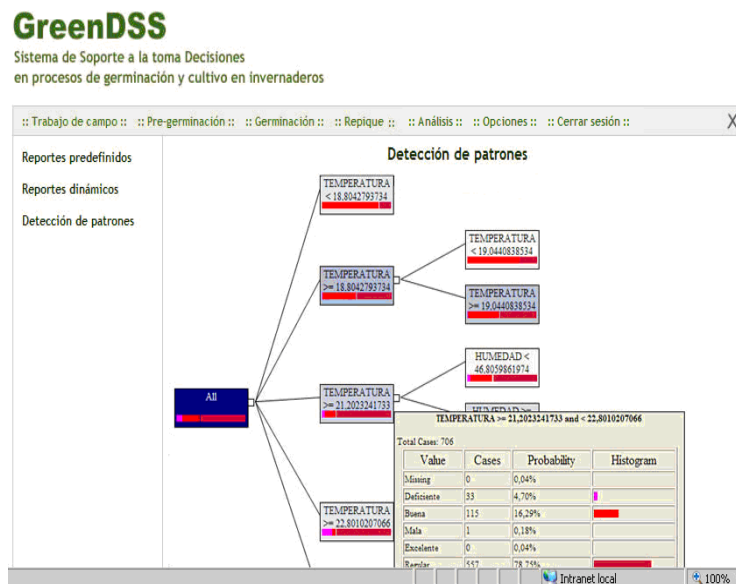 GreenDSS
Sistema de Soporte a la toma Decisiones
en procesos de germinación y cultivo en invernaderos
:: Trabajo de campo :: :: Pre-germinación :: :: Germinación :: :: Repique :: :: Análisis :: :: Opciones :: :: Cerrar sesión :: X
Reportes predefinidos
Reportes dinámicos
Detección de patrones
Detección de patrones
TEMPERATURA
< 18.8042793734
TEMPERATURA
>= 18.8042793734
TEMPERATURA
< 19.0440838534
TEMPERATURA
>= 19.0440838534
All
TEMPERATURA
>= 21,2023241733
HUMEDAD <
46,8059861974
HUMEDAD >=
TEMPERATURA
>= 22,8010207066
TEMPERATURA >= 21,2023241733 and < 22,8010207066
Total Cases: 706
Value Cases Probability Histogram
Missing 0 0,04%
Deficiente 33 4,70%
Buena 115 16,29%
Mala 1 0,18%
Excelente 0 0,04%
Regular 557 78,75%
Intranet local 100%